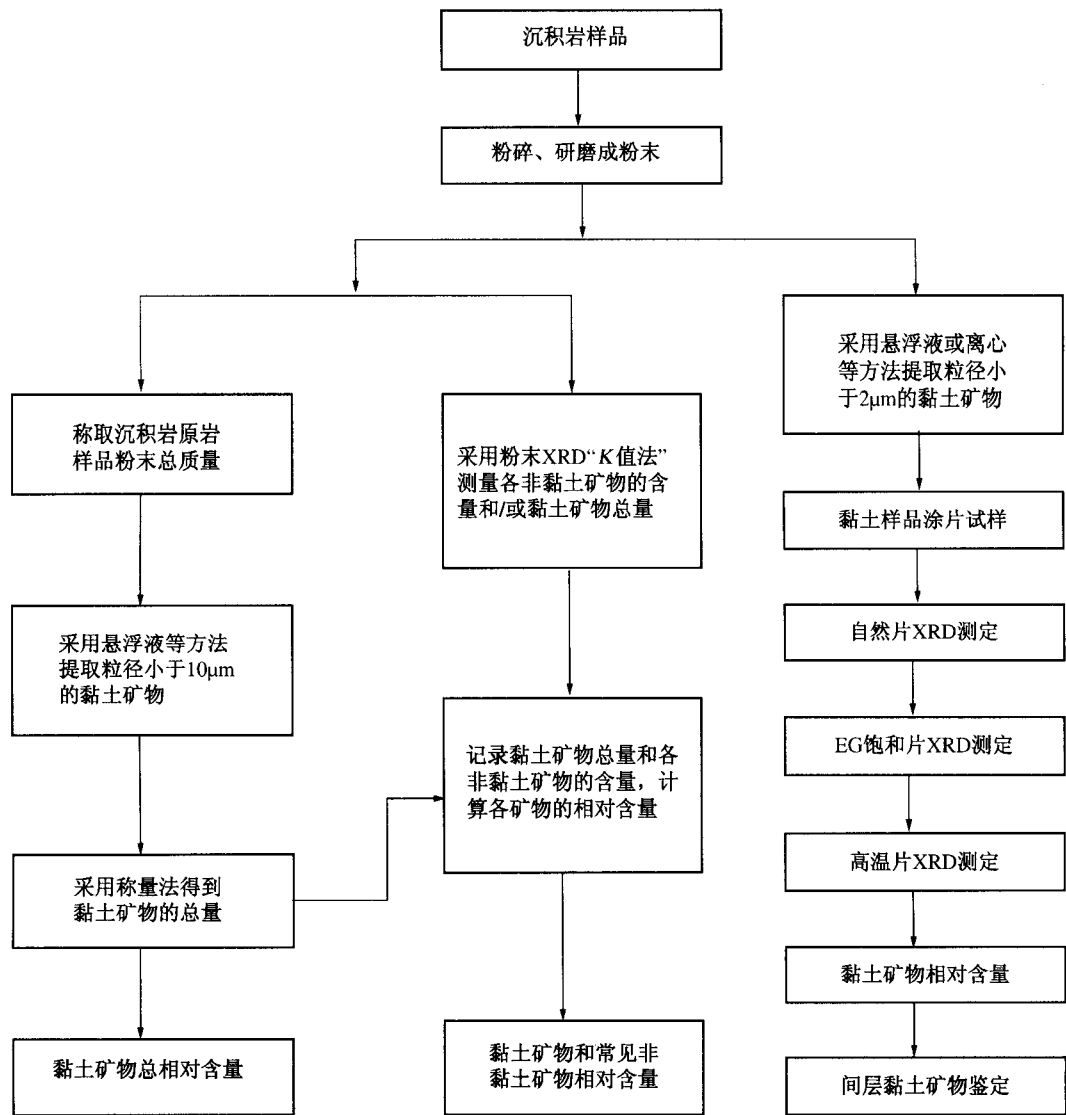 沉积岩样品
粉碎、研磨成粉末
称取沉积岩原岩
样品粉末总质量
采用悬浮液等方法
提取粒径小于10μm
的黏土矿物
采用称量法得到
黏土矿物的总量
黏土矿物总相对含量
采用粉末XRD“K值法”
测量各非黏土矿物的含
量和/或黏土矿物总量
记录黏土矿物总量和各
非黏土矿物的含量，计
算各矿物的相对含量
黏土矿物和常见非
黏土矿物相对含量
采用悬浮液或离心
等方法提取粒径小
于2μm的黏土矿物
黏土样品涂片试样
自然片XRD测定
EG饱和片XRD测定
高温片XRD测定
黏土矿物相对含量
间层黏土矿物鉴定